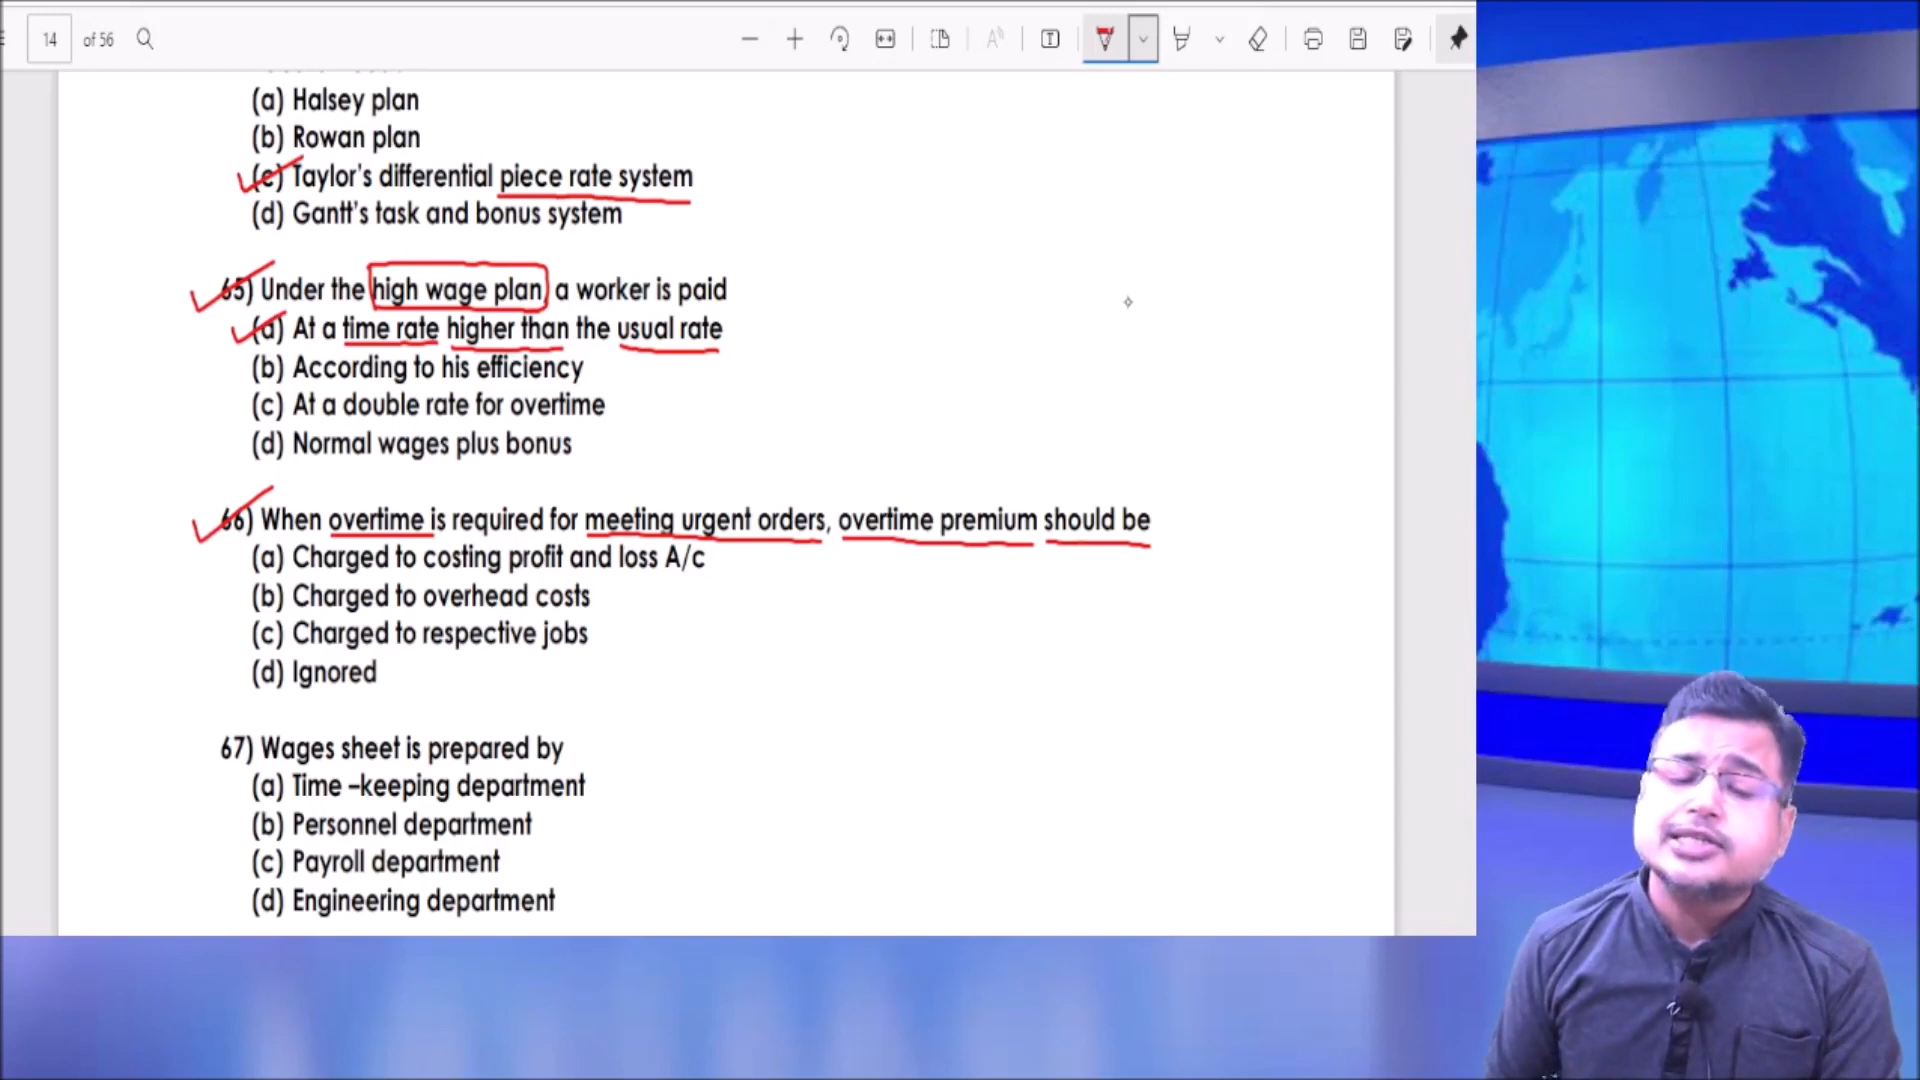 14 of 56
(a) Halsey plan
(b) Rowan plan
(c) Taylor's differential piece rate system
(d) Gantt's task and bonus system
65) Under the high wage plan, a worker is paid
(a) At a time rate higher than the usual rate
(b) According to his efficiency
(c) At a double rate for overtime
(d) Normal wages plus bonus
66) When overtime is required for meeting urgent orders, overtime premium should be
(a) Charged to costing profit and loss A/c
(b) Charged to overhead costs
(c) Charged to respective jobs
(d) Ignored
67) Wages sheet is prepared by
(a) Time –keeping department
(b) Personnel department
(c) Payroll department
(d) Engineering department